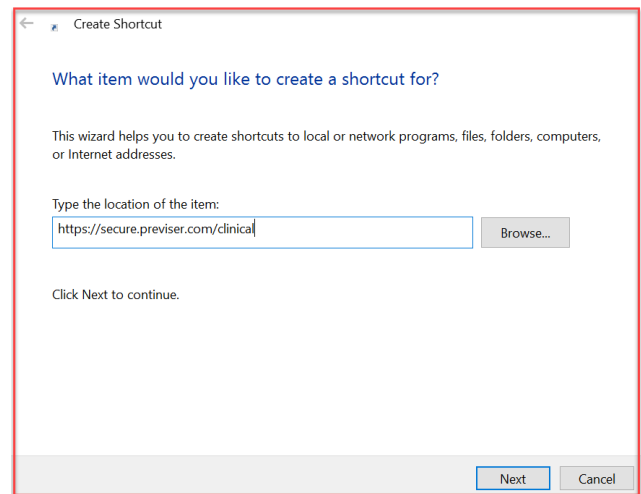 Create Shortcut
What item would you like to create a shortcut for?
This wizard helps you to create shortcuts to local or network programs, files, folders, computers,
or Internet addresses.
Type the location of the item:
https://secure.previser.com/clinical
Browse...
Click Next to continue.
Next
Cancel